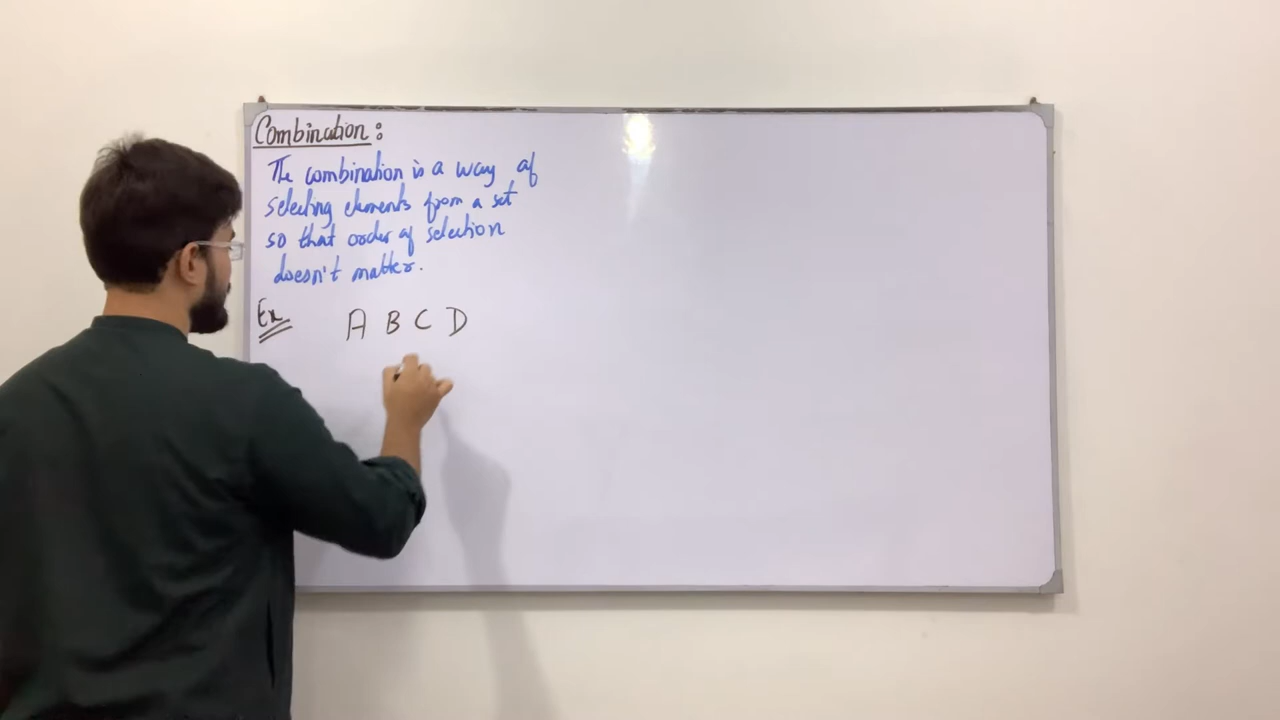 Combination:
The combination is a way of
selecting elements from a set
so that order of selection
doesn't matter.
Ex
A B C D